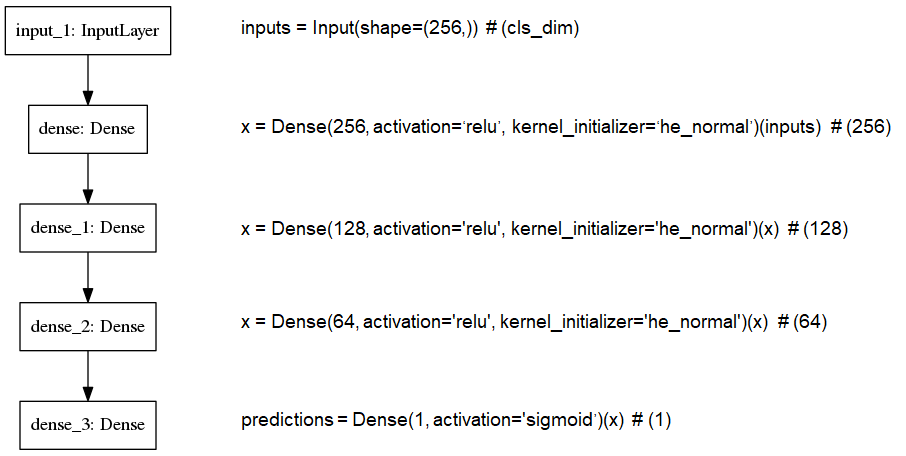 input_1: InputLayer
inputs = Input(shape=(256,)) # (cls_dim)
dense: Dense
x = Dense(256, activation=‘relu’, kernel_initializer=‘he_normal’)(inputs) # (256)
dense_1: Dense
x = Dense(128, activation='relu', kernel_initializer='he_normal')(x) # (128)
dense_2: Dense
x = Dense(64, activation='relu', kernel_initializer='he_normal')(x) # (64)
dense_3: Dense
predictions = Dense(1, activation='sigmoid’)(x) # (1)